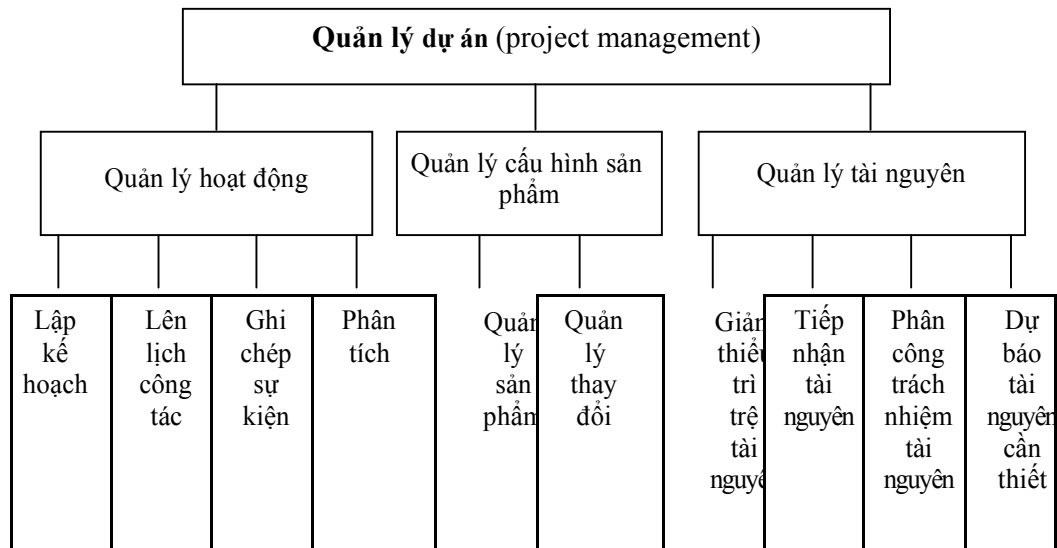 Quản lý dự án (project management)
Quản lý hoạt động
Quản lý cấu hình sản
phẩm
Quản lý tài nguyên
Lập
kế
hoạch
Lên
lịch
công
tác
Ghi
chép
sự
kiện
Phân
tích
Quản
lý
sản
phẩm
Quản
lý
thay
đổi
Giản
thiểu
trì
trệ
tài
nguyên
Tiếp
nhận
tài
nguyên
Phân
công
trách
nhiệm
tài
nguyên
Dự
báo
tài
nguyên
cần
thiết